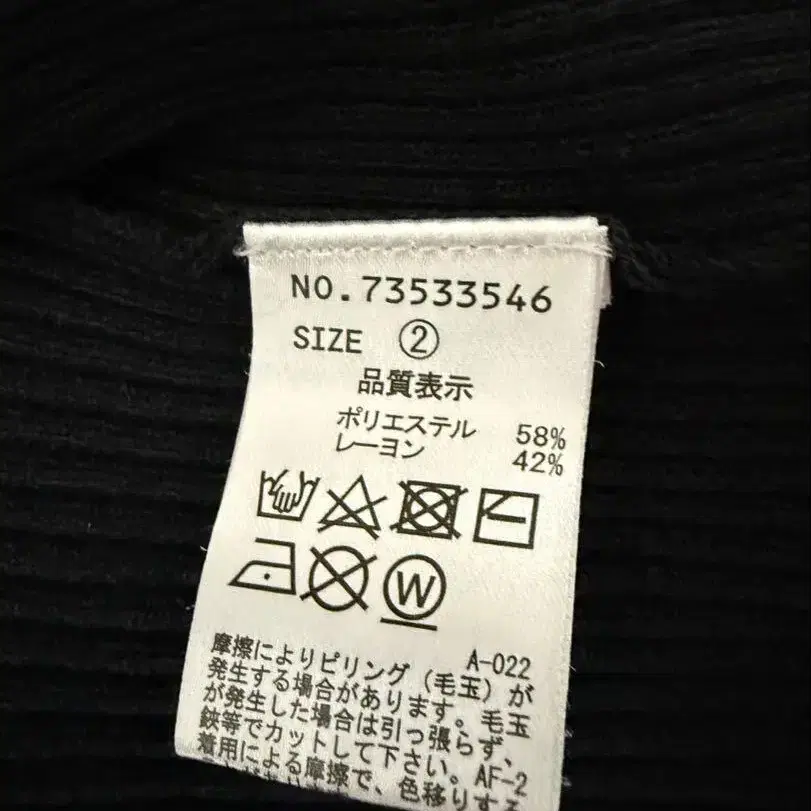 NO.73533546
SIZE ②
品質表示
ポリエステル 58%
レーヨン 42%
W
A-022
摩擦によりピリング(毛玉)が
発生する場合があります。毛玉
が発生した場合は引っ張らず、
鋏等でカットして下さい。AF-2
着用による摩擦で、色移りする